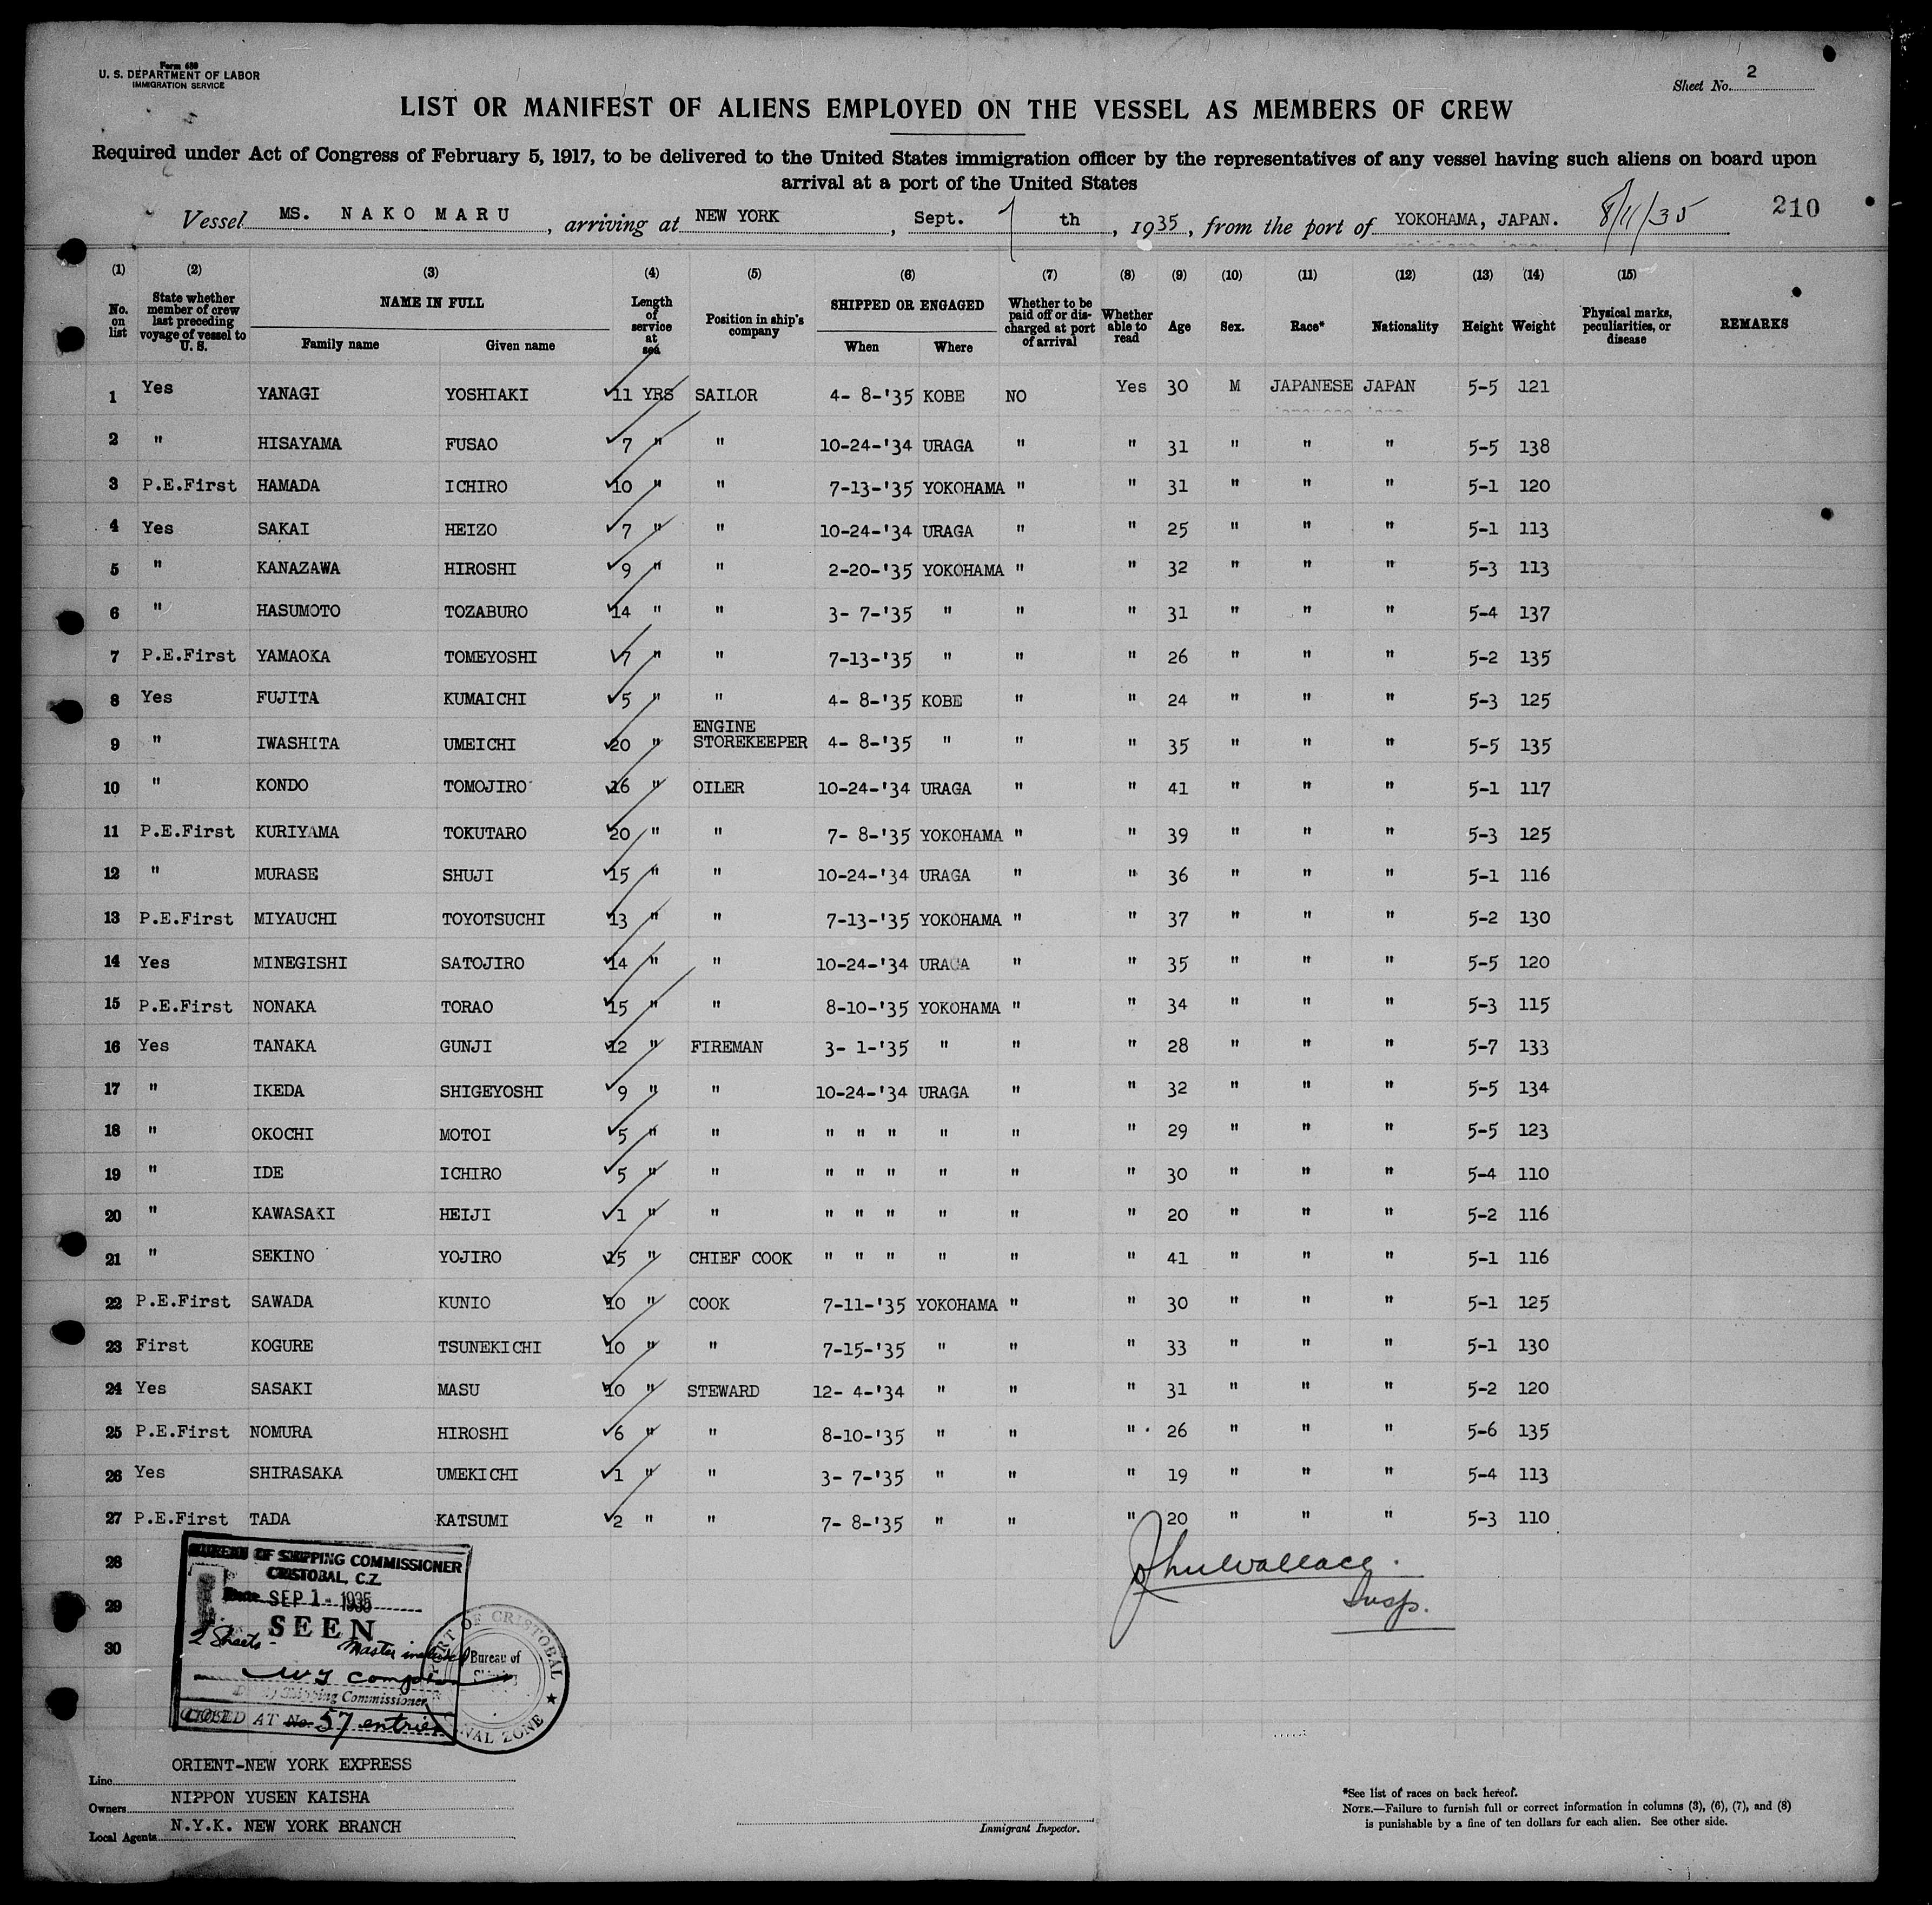 Form 689
U. S. DEPARTMENT OF LABOR
IMMIGRATION SERVICE
Sheet No. 2
LIST OR MANIFEST OF ALIENS EMPLOYED ON THE VESSEL AS MEMBERS OF CREW
Required under Act of Congress of February 5, 1917, to be delivered to the United States immigration officer by the representatives of any vessel having such aliens on board upon
arrival at a port of the United States
Vessel MS. NAKO MARU, arriving at NEW YORK, Sept. 7 th, 1935, from the port of YOKOHAMA, JAPAN. 8/11/35 210
(1) (2) (3) (4) (5) (6) (7) (8) (9) (10) (11) (12) (13) (14) (15)
No. on list State whether member of crew last preceding voyage of vessel to U. S. NAME IN FULL Family name Given name Length of service at sea Position in ship's company SHIPPED OR ENGAGED When Where Whether to be paid off or discharged at port of arrival Whether able to read Age Sex. Race* Nationality Height Weight Physical marks, peculiarities, or disease REMARKS
1 Yes YANAGI YOSHIAKI 11 YRS SAILOR 4- 8-'35 KOBE NO Yes 30 M JAPANESE JAPAN 5-5 121
2 " HISAYAMA FUSAO 7 " " 10-24-'34 URAGA " " 31 " " " 5-5 138
3 P.E.First HAMADA ICHIRO 10 " " 7-13-'35 YOKOHAMA " " 31 " " " 5-1 120
4 Yes SAKAI HEIZO 7 " " 10-24-'34 URAGA " " 25 " " " 5-1 113
5 " KANAZAWA HIROSHI 9 " " 2-20-'35 YOKOHAMA " " 32 " " " 5-3 113
6 " HASUMOTO TOZABURO 14 " " 3- 7-'35 " " " 31 " " " 5-4 137
7 P.E.First YAMAOKA TOMEYOSHI 7 " " 7-13-'35 " " " 26 " " " 5-2 135
8 Yes FUJITA KUMAICHI 5 " " 4- 8-'35 KOBE " " 24 " " " 5-3 125
9 " IWASHITA UMEICHI 20 " ENGINE STOREKEEPER 4- 8-'35 " " " 35 " " " 5-5 135
10 " KONDO TOMOJIRO 16 " OILER 10-24-'34 URAGA " " 41 " " " 5-1 117
11 P.E.First KURIYAMA TOKUTARO 20 " " 7- 8-'35 YOKOHAMA " " 39 " " " 5-3 125
12 " MURASE SHUJI 15 " " 10-24-'34 URAGA " " 36 " " " 5-1 116
13 P.E.First MIYAUCHI TOYOTSUCHI 13 " " 7-13-'35 YOKOHAMA " " 37 " " " 5-2 130
14 Yes MINEGISHI SATOJIRO 14 " " 10-24-'34 URAGA " " 35 " " " 5-5 120
15 P.E.First NONAKA TORAO 15 " " 8-10-'35 YOKOHAMA " " 34 " " " 5-3 115
16 Yes TANAKA GUNJI 12 " FIREMAN 3- 1-'35 " " " 28 " " " 5-7 133
17 " IKEDA SHIGEYOSHI 9 " " 10-24-'34 URAGA " " 32 " " " 5-5 134
18 " OKOCHI MOTOI 5 " " " " " " " " 29 " " " 5-5 123
19 " IDE ICHIRO 5 " " " " " " " " 30 " " " 5-4 110
20 " KAWASAKI HEIJI 1 " " " " " " " " 20 " " " 5-2 116
21 " SEKINO YOJIRO 15 " CHIEF COOK " " " " " " 41 " " " 5-1 116
22 P.E.First SAWADA KUNIO 10 " COOK 7-11-'35 YOKOHAMA " " 30 " " " 5-1 125
23 First KOGURE TSUNEKICHI 10 " " 7-15-'35 " " " 33 " " " 5-1 130
24 Yes SASAKI MASU 10 " STEWARD 12- 4-'34 " " " 31 " " " 5-2 120
25 P.E.First NOMURA HIROSHI 6 " " 8-10-'35 " " " 26 " " " 5-6 135
26 Yes SHIRASAKA UMEKICHI 1 " " 3- 7-'35 " " " 19 " " " 5-4 113
27 P.E.First TADA KATSUMI 2 " " 7- 8-'35 " " " 20 " " " 5-3 110
28
29
30
BUREAU OF SHIPPING COMMISSIONER
CRISTOBAL, C.Z.
Date SEP 1 - 1935
SEEN
2 Sheets - Master included
Shipping Commissioner
CLOSED AT No. 57 entries
PORT OF CRISTOBAL
Bureau of
CANAL ZONE
John Wallace.
Insp.
Line ORIENT-NEW YORK EXPRESS
Owners NIPPON YUSEN KAISHA
Local Agents N.Y.K. NEW YORK BRANCH
Immigrant Inspector.
*See list of races on back hereof.
NOTE.—Failure to furnish full or correct information in columns (3), (6), (7), and (8)
is punishable by a fine of ten dollars for each alien. See other side.